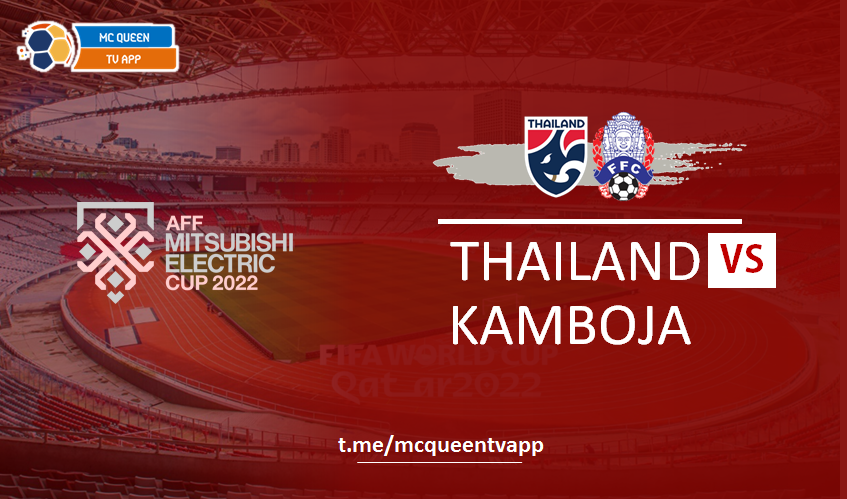 MC QUEEN
TV APP
THAILAND
FFC
AFF
MITSUBISHI
ELECTRIC
CUP 2022
THAILAND VS
KAMBOJA
FIFA WORLD CUP
Qatar2022
t.me/mcqueentvapp